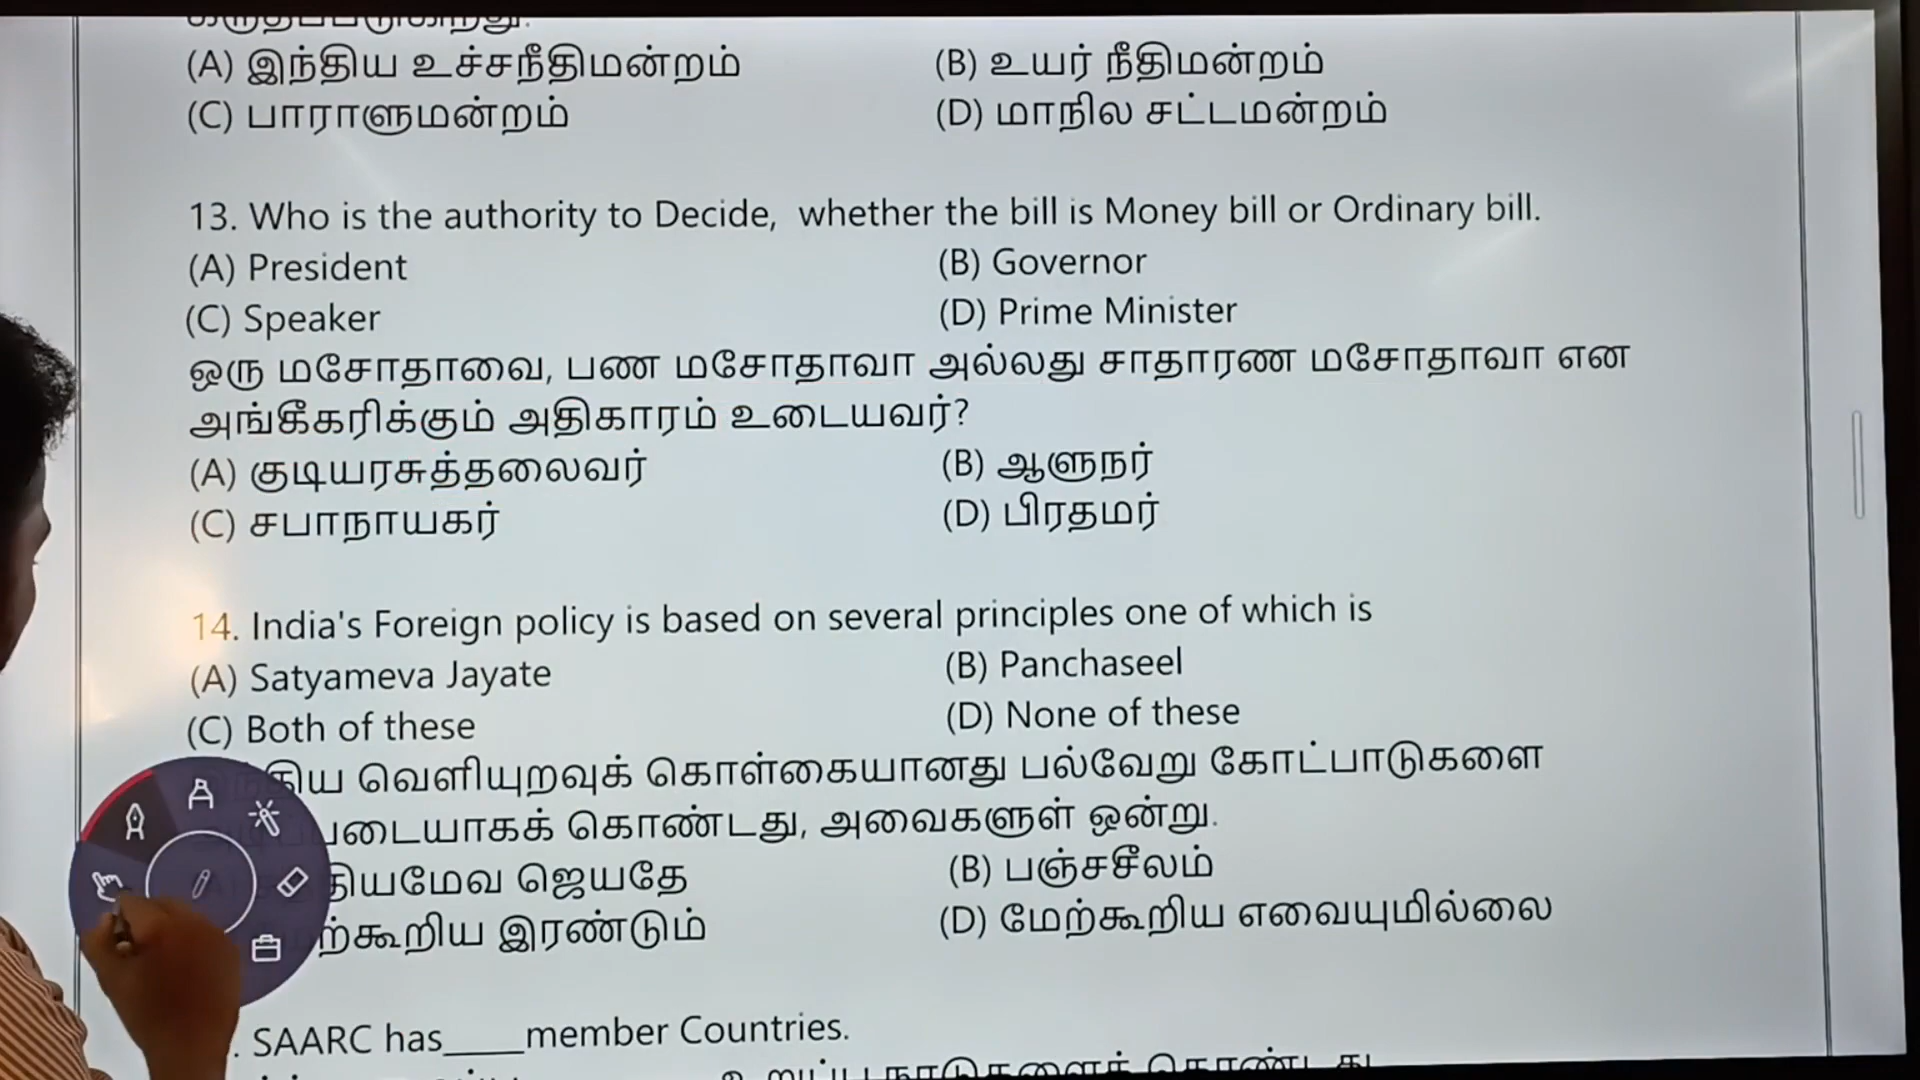 (A) இந்திய உச்சநீதிமன்றம் (B) உயர் நீதிமன்றம்
(C) பாராளுமன்றம் (D) மாநில சட்டமன்றம்
13. Who is the authority to Decide, whether the bill is Money bill or Ordinary bill.
(A) President (B) Governor
(C) Speaker (D) Prime Minister
ஒரு மசோதாவை, பண மசோதாவா அல்லது சாதாரண மசோதாவா என
அங்கீகரிக்கும் அதிகாரம் உடையவர்?
(A) குடியரசுத்தலைவர் (B) ஆளுநர்
(C) சபாநாயகர் (D) பிரதமர்
14. India's Foreign policy is based on several principles one of which is
(A) Satyameva Jayate (B) Panchaseel
(C) Both of these (D) None of these
வெளியுறவுக் கொள்கையானது பல்வேறு கோட்பாடுகளை
கொண்டது, அவைகளுள் ஒன்று.
ஜெயதே (B) பஞ்சசீலம்
இரண்டும் (D) மேற்கூறிய எவையுமில்லை
SAARC has____member Countries.